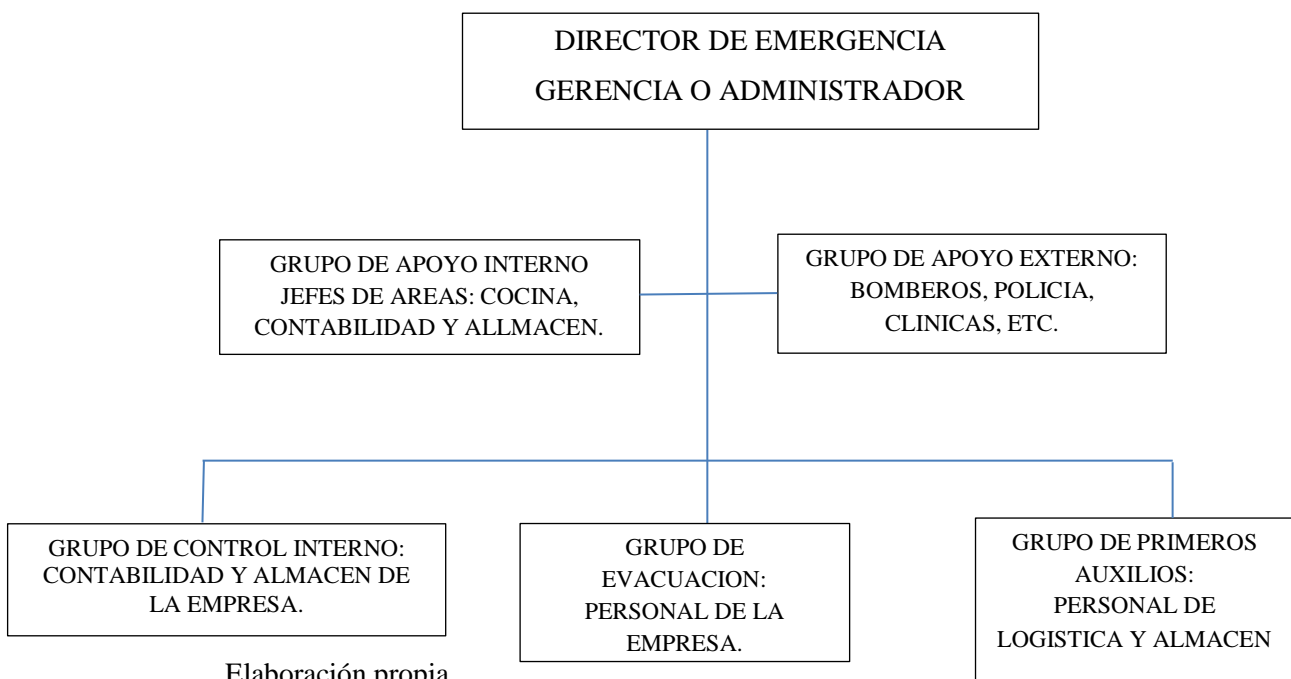 DIRECTOR DE EMERGENCIA
GERENCIA O ADMINISTRADOR
GRUPO DE APOYO INTERNO
JEFES DE AREAS: COCINA,
CONTABILIDAD Y ALLMACEN.
GRUPO DE APOYO EXTERNO:
BOMBEROS, POLICIA,
CLINICAS, ETC.
GRUPO DE CONTROL INTERNO:
CONTABILIDAD Y ALMACEN DE
LA EMPRESA.
GRUPO DE
EVACUACION:
PERSONAL DE LA
EMPRESA.
GRUPO DE PRIMEROS
AUXILIOS:
PERSONAL DE
LOGISTICA Y ALMACEN
Elaboración propia